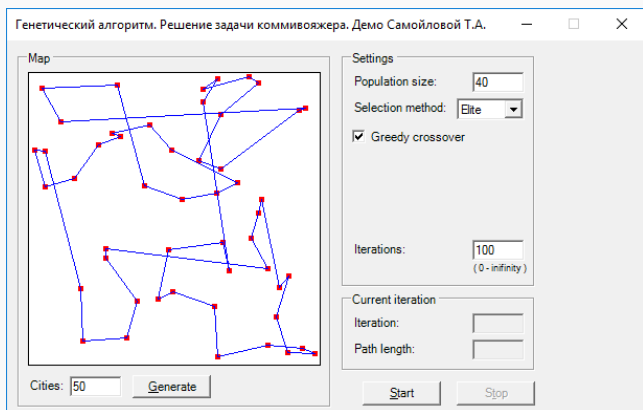 Генетический алгоритм. Решение задачи коммивояжера. Демо Самойловой Т.А.
Map
Settings
Population size: 40
Selection method: Elite
Greedy crossover
Iterations: 100
( 0 - inifinity )
Current iteration
Iteration:
Path length:
Cities: 50 Generate
Start Stop